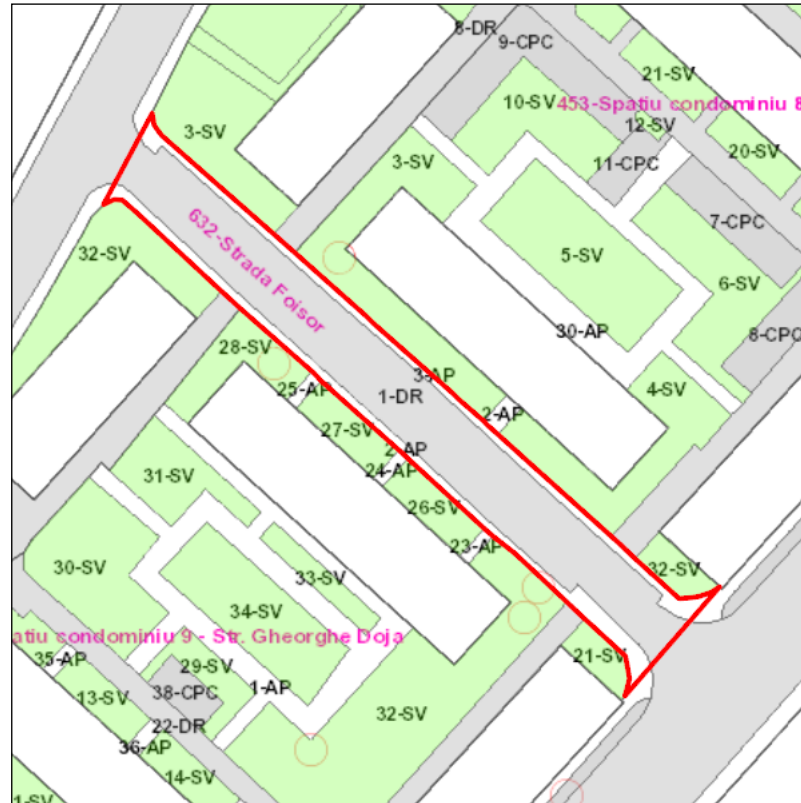 8-DR
9-CPC
21-SV
10-SV
453-Spatiu condominiu 8
3-SV
12-SV
20-SV
3-SV
11-CPC
7-CPC
632-Strada Foisor
32-SV
5-SV
6-SV
30-AP
8-CPC
28-SV
3-AP
25-AP
1-DR
4-SV
2-AP
27-SV
2-AP
24-AP
31-SV
26-SV
23-AP
30-SV
33-SV
32-SV
34-SV
atiu condominiu 9 - Str. Gheorghe Doja
35-AP
29-SV
21-SV
13-SV
38-CPC
1-AP
32-SV
22-DR
36-AP
14-SV
1-SV